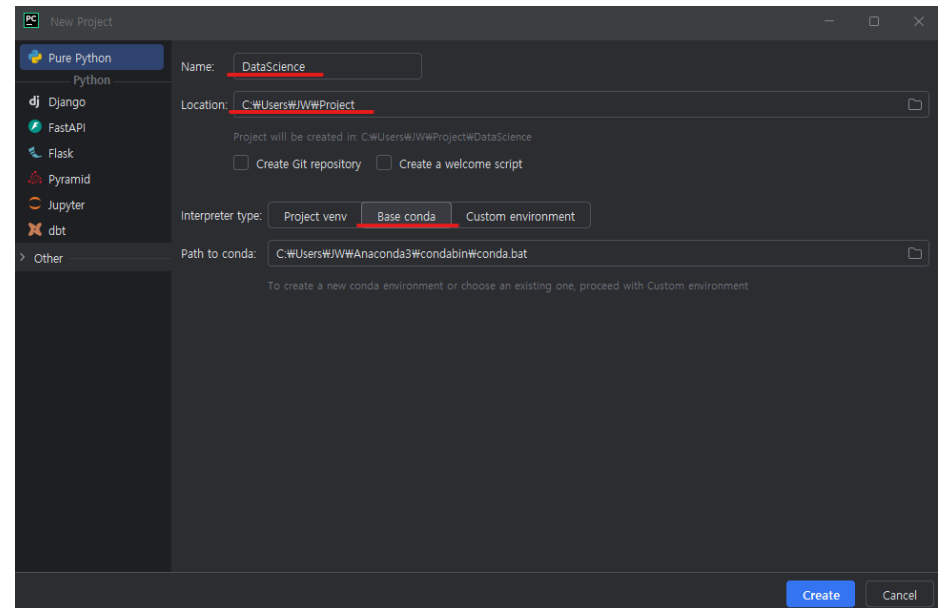 PC New Project
Pure Python
Python
dj Django
FastAPI
Flask
Pyramid
Jupyter
dbt
Other
Name: DataScience
Location: C:₩Users₩JW₩Project
Project will be created in: C:₩Users₩JW₩Project₩DataScience
Create Git repository Create a welcome script
Interpreter type: Project venv Base conda Custom environment
Path to conda: C:₩Users₩JW₩Anaconda3₩condabin₩conda.bat
To create a new conda environment or choose an existing one, proceed with Custom environment
Create Cancel